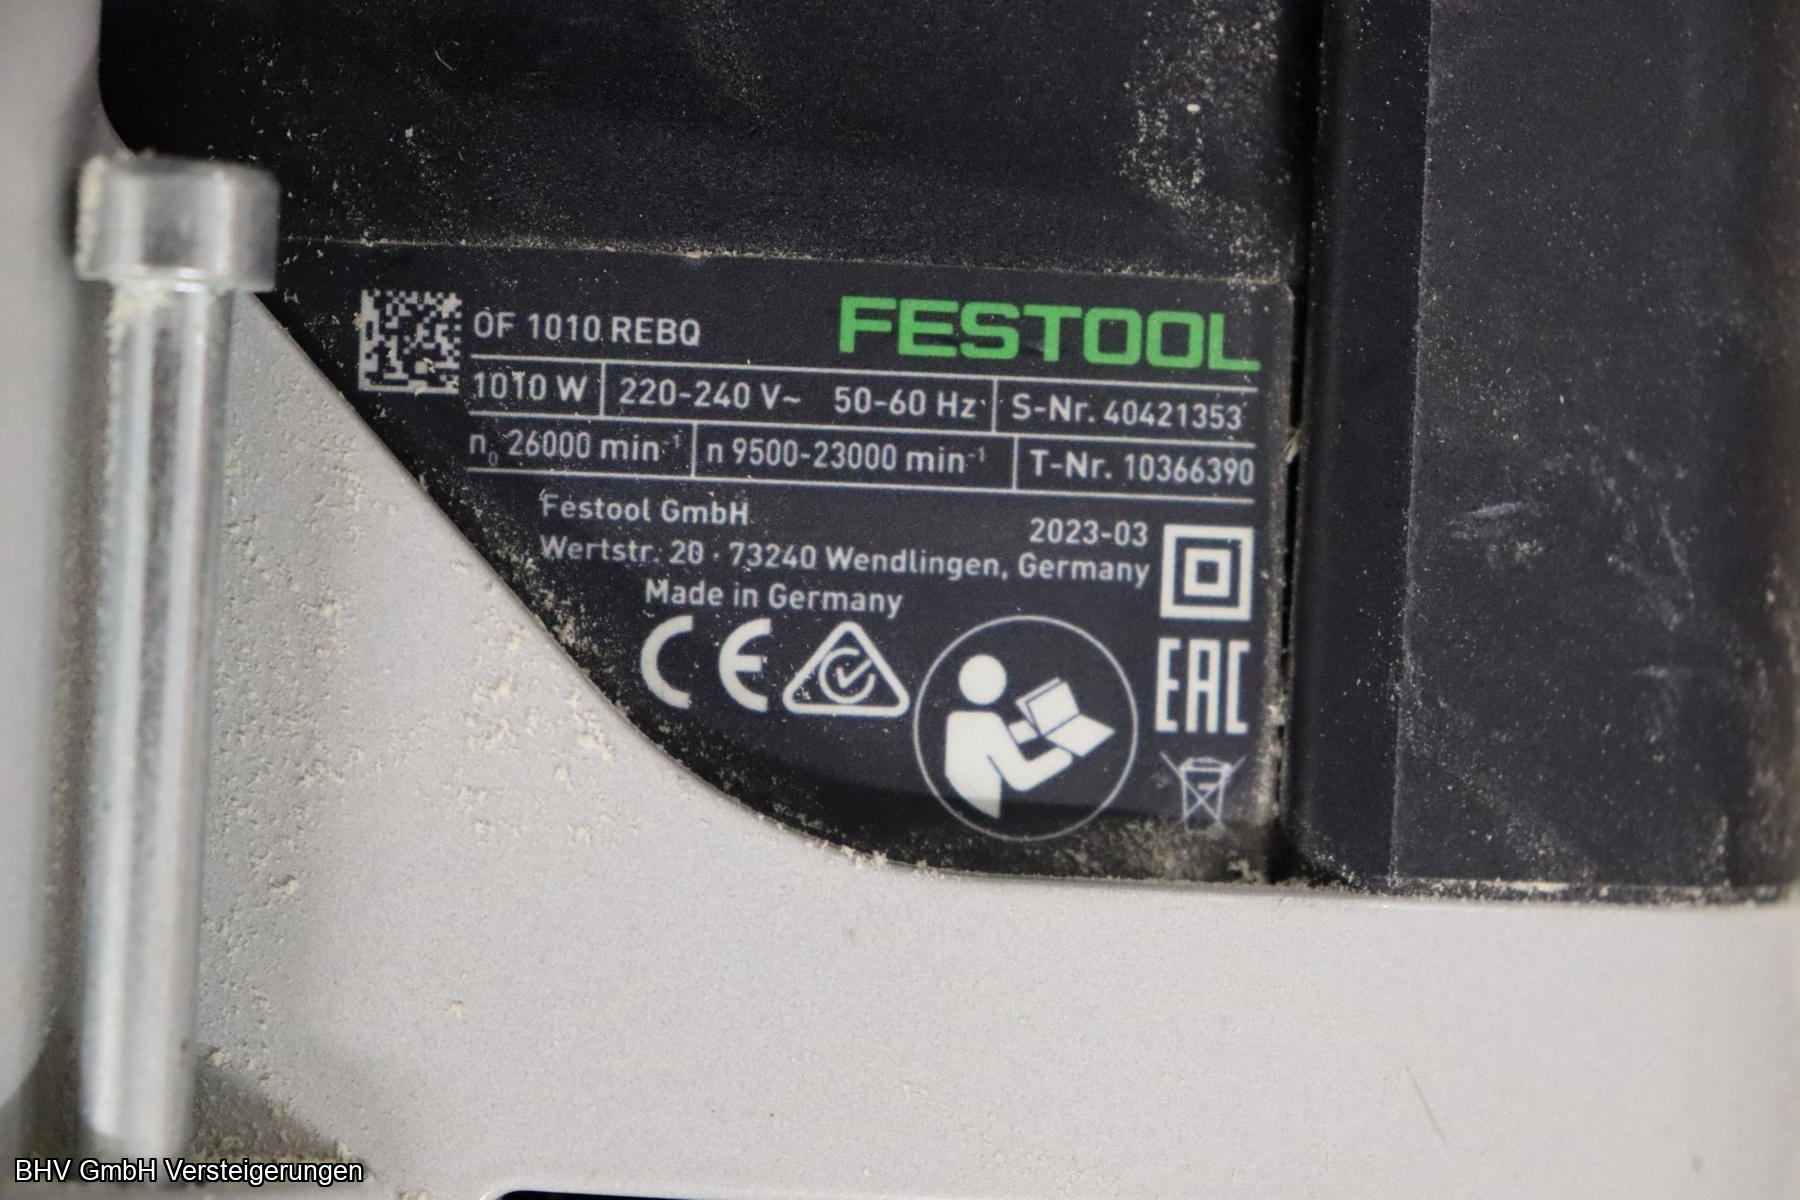 OF 1010 REBQ
FESTOOL
1010 W 220-240 V~ 50-60 Hz S-Nr. 40421353
n₀ 26000 min⁻¹ n 9500-23000 min⁻¹ T-Nr. 10366390
Festool GmbH
2023-03
Wertstr. 20 · 73240 Wendlingen, Germany
Made in Germany
CE
EAC
BHV GmbH Versteigerungen